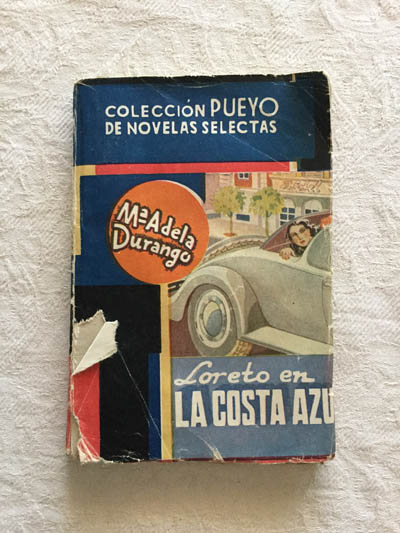 COLECCIÓN PUEYO
DE NOVELAS SELECTAS
Mª Adela
Durango
Loreto en
LA COSTA AZU